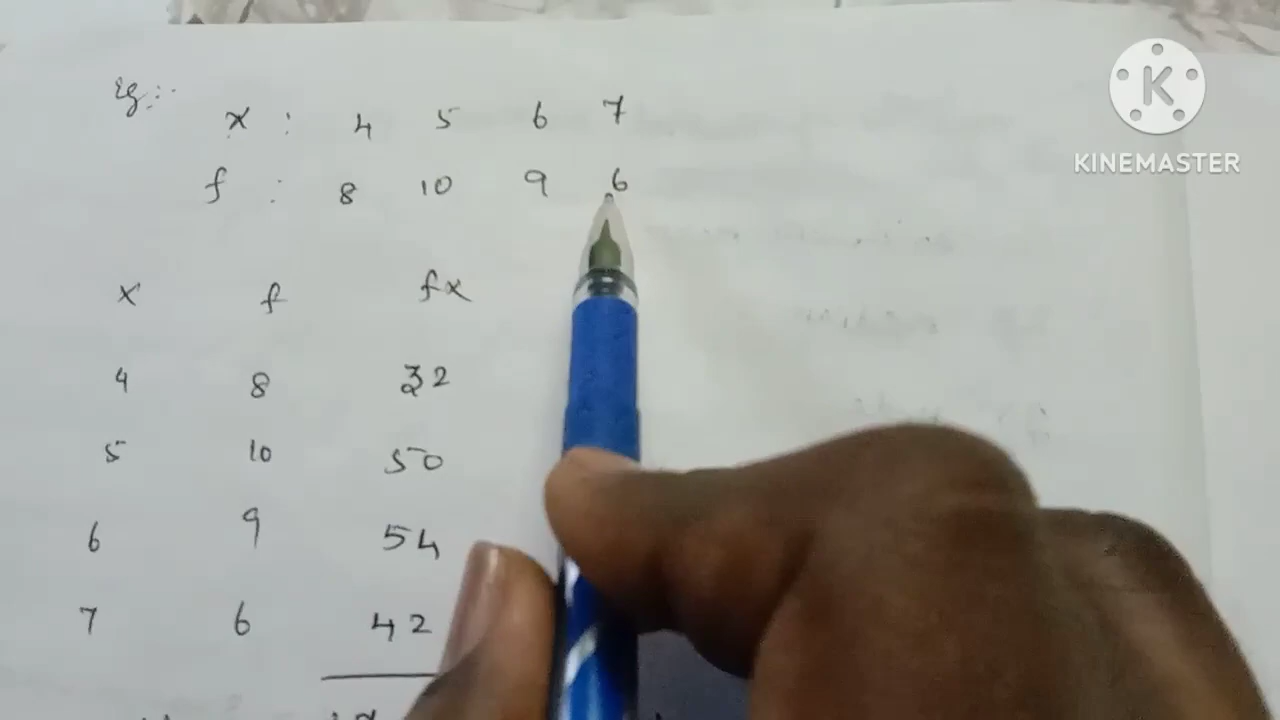 Eg:-
x : 4 5 6 7
f : 8 10 9 6
x f fx
4 8 32
5 10 50
6 9 54
7 6 42
KINEMASTER